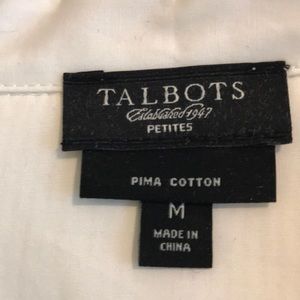 TALBOTS
Established 1947
PETITES
PIMA COTTON
M
MADE IN
CHINA